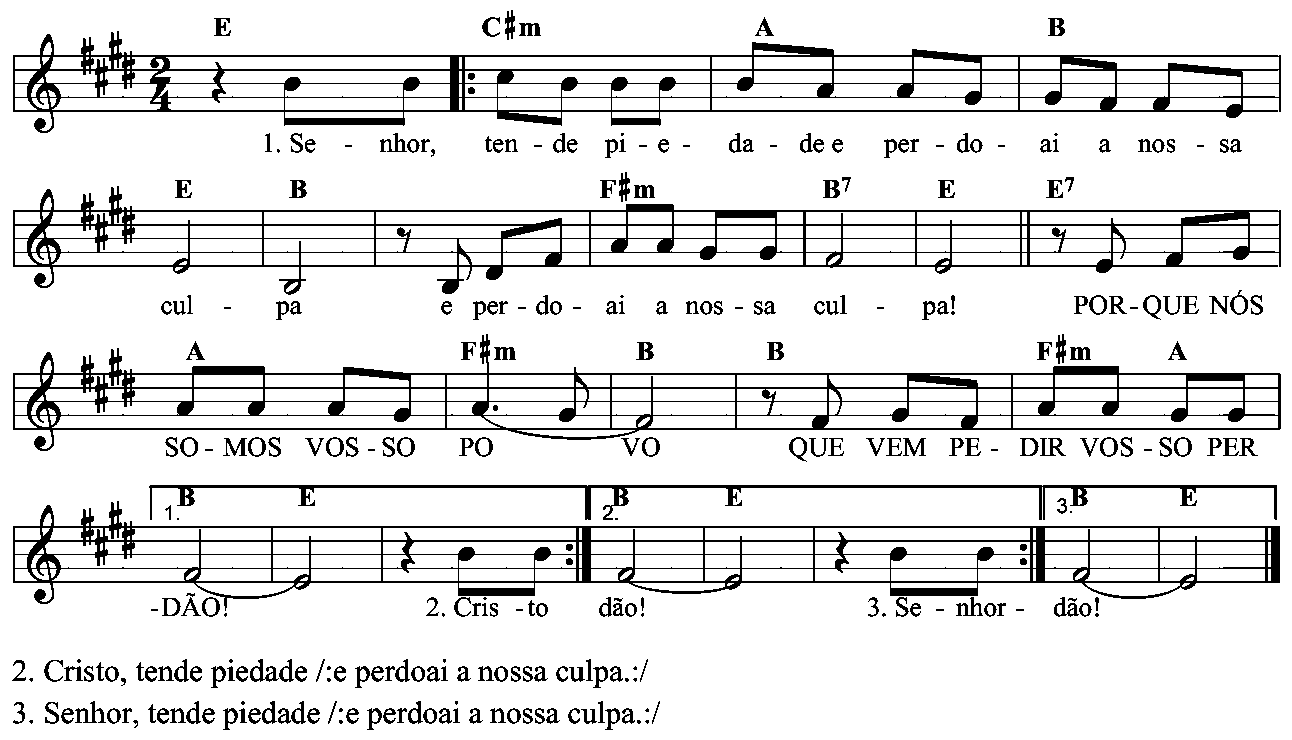 E C♯m A B
2 4
1. Se - nhor, ten - de pi - e - da - de e per - do - ai a nos - sa
E B F♯m B7 E E7
cul - pa e per - do - ai a nos - sa cul - pa! POR - QUE NÓS
A F♯m B B F♯m A
SO - MOS VOS - SO PO VO QUE VEM PE - DIR VOS - SO PER
B E B E B E
1. 2. 3.
-DÃO! 2. Cris - to dão! 3. Se - nhor - dão!
2. Cristo, tende piedade /:e perdoai a nossa culpa.:/
3. Senhor, tende piedade /:e perdoai a nossa culpa.:/